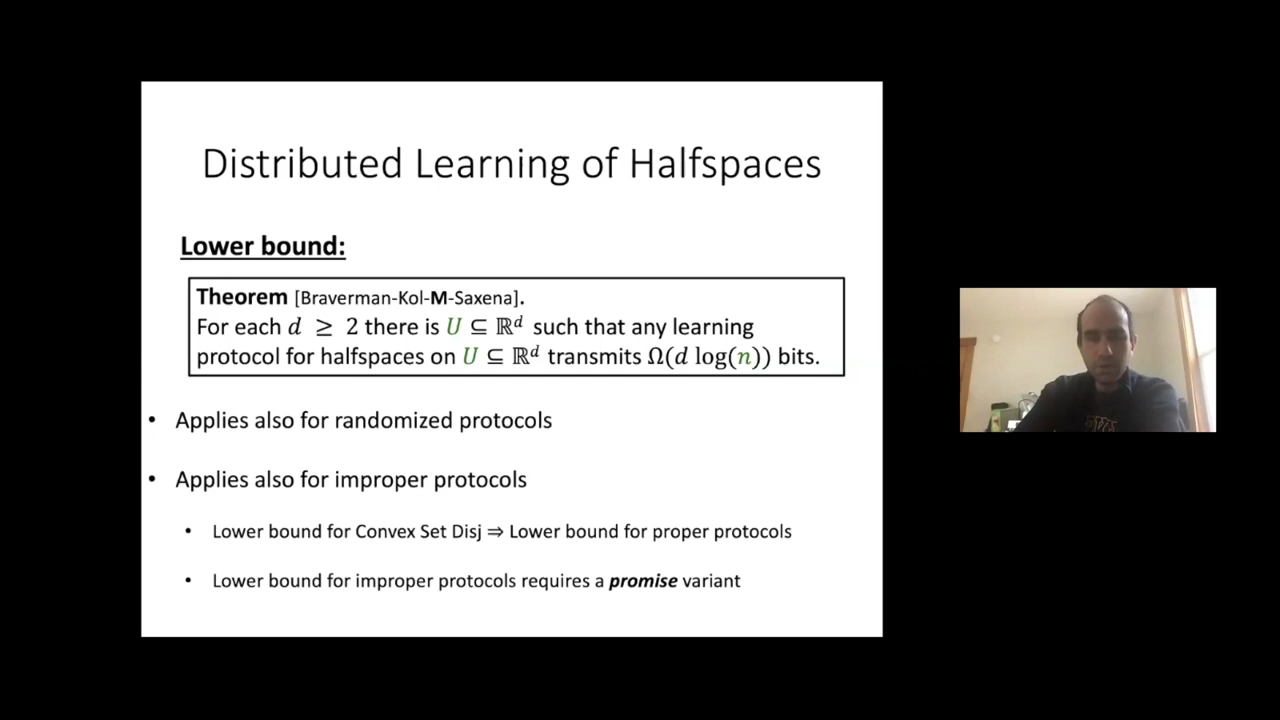 Distributed Learning of Halfspaces
Lower bound:
Theorem [Braverman-Kol-M-Saxena].
For each d ≥ 2 there is U ⊆ ℝᵈ such that any learning
protocol for halfspaces on U ⊆ ℝᵈ transmits Ω(d log(n)) bits.
• Applies also for randomized protocols
• Applies also for improper protocols
• Lower bound for Convex Set Disj ⇒ Lower bound for proper protocols
• Lower bound for improper protocols requires a promise variant